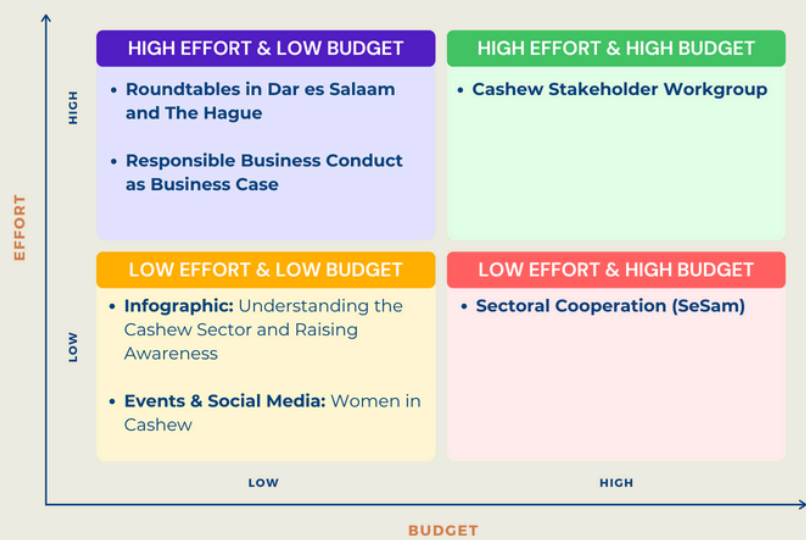 HIGH EFFORT & LOW BUDGET
• Roundtables in Dar es Salaam
and The Hague
• Responsible Business Conduct
as Business Case
HIGH EFFORT & HIGH BUDGET
• Cashew Stakeholder Workgroup
HIGH
EFFORT
LOW EFFORT & LOW BUDGET
• Infographic: Understanding the
Cashew Sector and Raising
Awareness
• Events & Social Media: Women in
Cashew
LOW EFFORT & HIGH BUDGET
• Sectoral Cooperation (SeSam)
LOW
LOW
HIGH
BUDGET